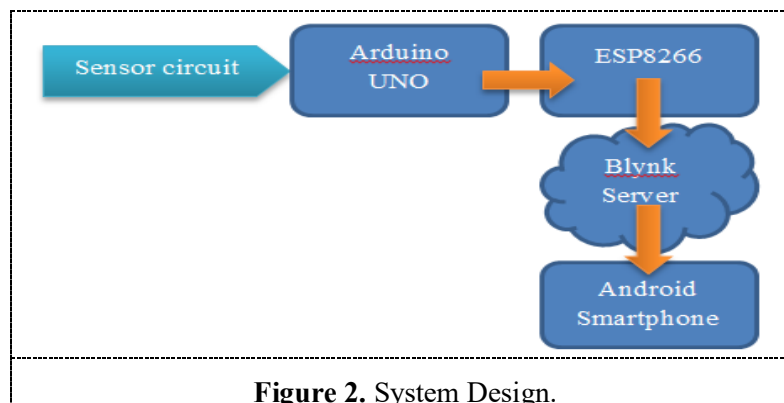 Sensor circuit
Arduino
UNO
ESP8266
Blynk
Server
Android
Smartphone
Figure 2. System Design.